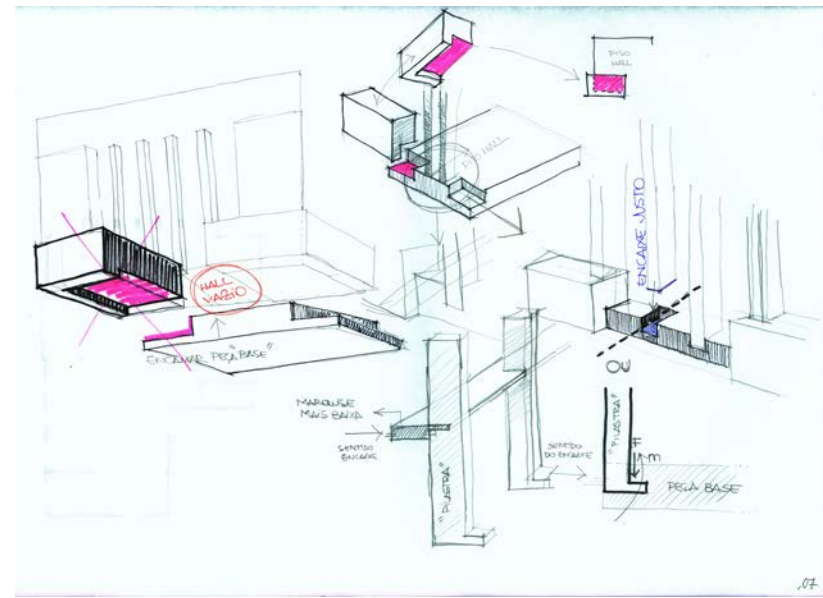 PISO
HALL
PISO HALL
ENCAIXE JUSTO
HALL
VAZIO
ENCAIXAR PEÇA "BASE"
MARQUISE
MAIS BAIXA
SENTIDO
ENCAIXE
"PILASTRA"
SENTIDO
DO ENCAIXE
"PILASTRA"
PEÇA BASE
.07